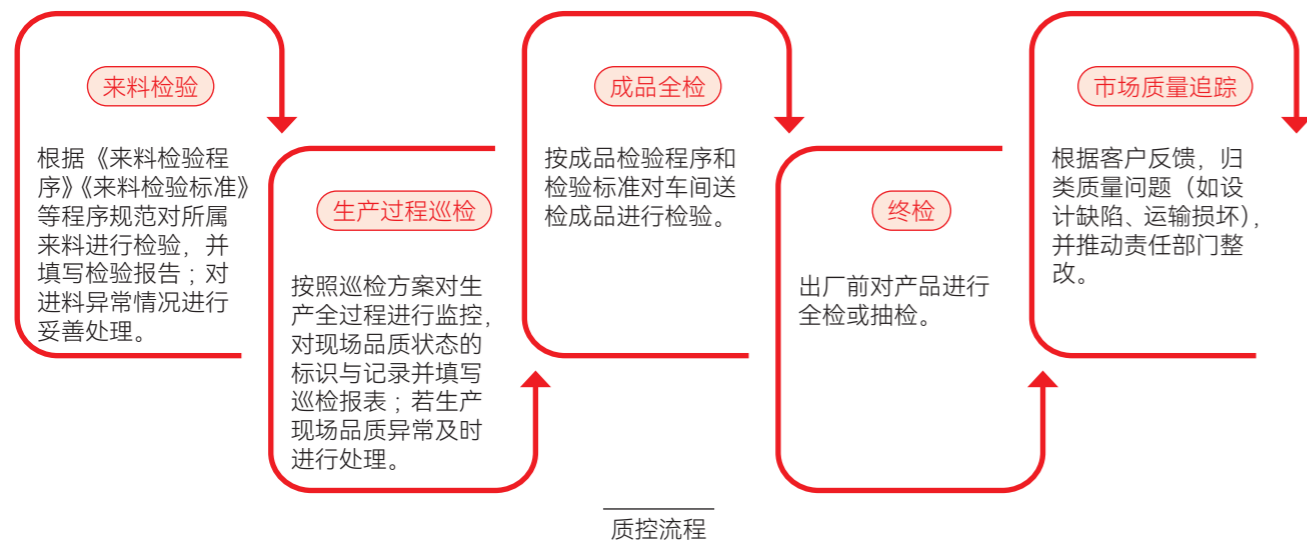 来料检验
根据《来料检验程
序》《来料检验标准》
等程序规范对所属
来料进行检验，并
填写检验报告；对
进料异常情况进行
妥善处理。
生产过程巡检
按照巡检方案对生
产全过程进行监控，
对现场品质状态的
标识与记录并填写
巡检报表；若生产
现场品质异常及时
进行处理。
成品全检
按成品检验程序和
检验标准对车间送
检成品进行检验。
终检
出厂前对产品进行
全检或抽检。
市场质量追踪
根据客户反馈，归
类质量问题（如设
计缺陷、运输损坏），
并推动责任部门整
改。
质控流程